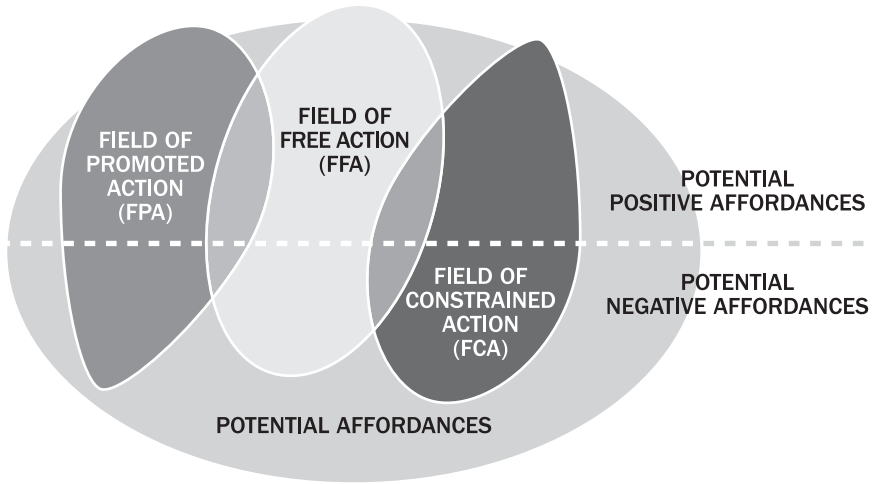 FIELD OF
PROMOTED
ACTION
(FPA)
FIELD OF
FREE ACTION
(FFA)
POTENTIAL
POSITIVE AFFORDANCES
FIELD OF
CONSTRAINED
ACTION
(FCA)
POTENTIAL
NEGATIVE AFFORDANCES
POTENTIAL AFFORDANCES